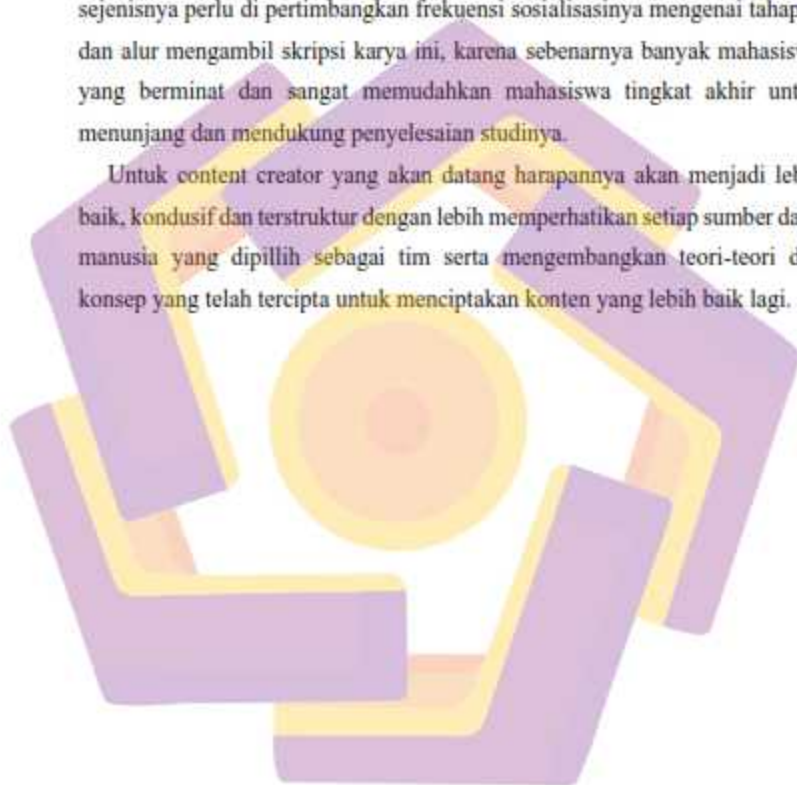 sejenisnya perlu di pertimbangkan frekuensi sosialisasinya mengenai tahap
dan alur mengambil skripsi karya ini, karena sebenarnya banyak mahasis
yang berminat dan sangat memudahkan mahasiswa tingkat akhir unt
menunjang dan mendukung penyelesaian studinya.
Untuk content creator yang akan datang harapannya akan menjadi leb
baik, kondusif dan terstruktur dengan lebih memperhatikan setiap sumber da
manusia yang dipillih sebagai tim serta mengembangkan teori-teori d
konsep yang telah tercipta untuk menciptakan konten yang lebih baik lagi.